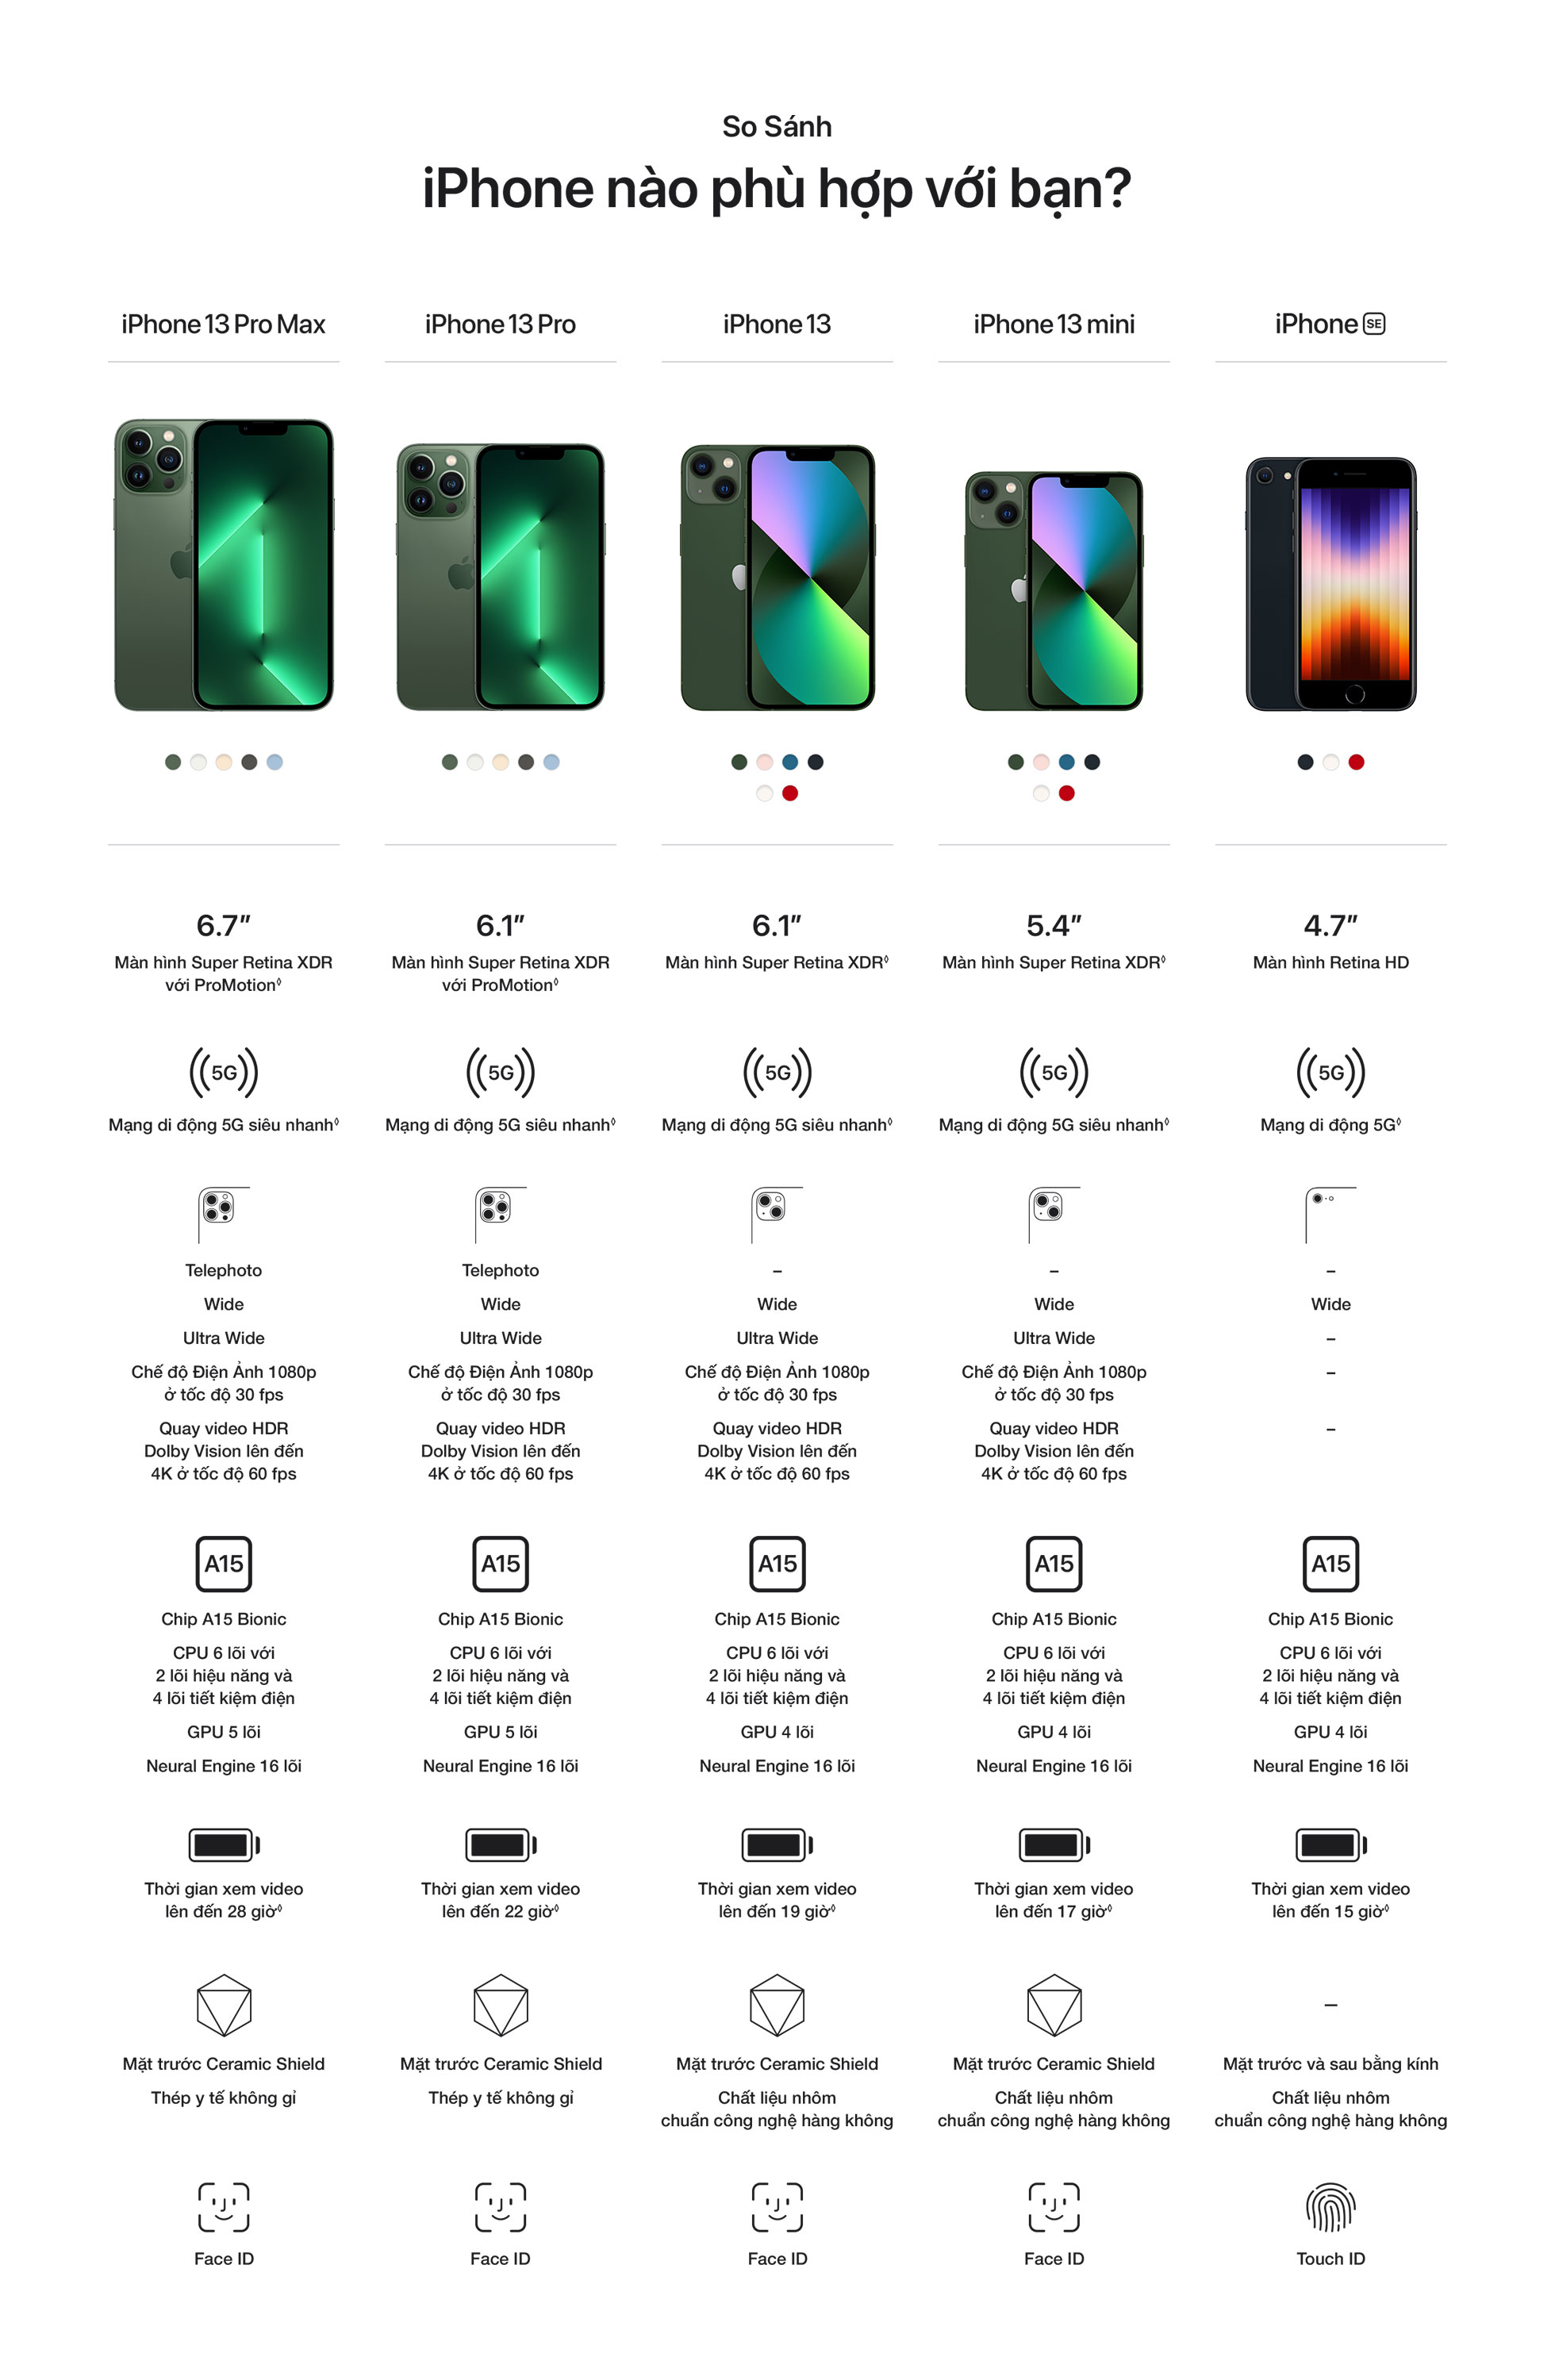 So Sánh
iPhone nào phù hợp với bạn?
iPhone 13 Pro Max
iPhone 13 Pro
iPhone 13
iPhone 13 mini
iPhone SE
6.7″
6.1″
6.1″
5.4″
4.7″
Màn hình Super Retina XDR
với ProMotion◊
Màn hình Super Retina XDR
với ProMotion◊
Màn hình Super Retina XDR◊
Màn hình Super Retina XDR◊
Màn hình Retina HD
5G
5G
5G
5G
5G
Mạng di động 5G siêu nhanh◊
Mạng di động 5G siêu nhanh◊
Mạng di động 5G siêu nhanh◊
Mạng di động 5G siêu nhanh◊
Mạng di động 5G◊
Telephoto
Telephoto
–
–
–
Wide
Wide
Wide
Wide
Wide
Ultra Wide
Ultra Wide
Ultra Wide
Ultra Wide
–
Chế độ Điện Ảnh 1080p
ở tốc độ 30 fps
Chế độ Điện Ảnh 1080p
ở tốc độ 30 fps
Chế độ Điện Ảnh 1080p
ở tốc độ 30 fps
Chế độ Điện Ảnh 1080p
ở tốc độ 30 fps
–
Quay video HDR
Dolby Vision lên đến
4K ở tốc độ 60 fps
Quay video HDR
Dolby Vision lên đến
4K ở tốc độ 60 fps
Quay video HDR
Dolby Vision lên đến
4K ở tốc độ 60 fps
Quay video HDR
Dolby Vision lên đến
4K ở tốc độ 60 fps
–
A15
A15
A15
A15
A15
Chip A15 Bionic
Chip A15 Bionic
Chip A15 Bionic
Chip A15 Bionic
Chip A15 Bionic
CPU 6 lõi với
2 lõi hiệu năng và
4 lõi tiết kiệm điện
CPU 6 lõi với
2 lõi hiệu năng và
4 lõi tiết kiệm điện
CPU 6 lõi với
2 lõi hiệu năng và
4 lõi tiết kiệm điện
CPU 6 lõi với
2 lõi hiệu năng và
4 lõi tiết kiệm điện
CPU 6 lõi với
2 lõi hiệu năng và
4 lõi tiết kiệm điện
GPU 5 lõi
GPU 5 lõi
GPU 4 lõi
GPU 4 lõi
GPU 4 lõi
Neural Engine 16 lõi
Neural Engine 16 lõi
Neural Engine 16 lõi
Neural Engine 16 lõi
Neural Engine 16 lõi
Thời gian xem video
lên đến 28 giờ◊
Thời gian xem video
lên đến 22 giờ◊
Thời gian xem video
lên đến 19 giờ◊
Thời gian xem video
lên đến 17 giờ◊
Thời gian xem video
lên đến 15 giờ◊
–
Mặt trước Ceramic Shield
Mặt trước Ceramic Shield
Mặt trước Ceramic Shield
Mặt trước Ceramic Shield
Mặt trước và sau bằng kính
Thép y tế không gỉ
Thép y tế không gỉ
Chất liệu nhôm
chuẩn công nghệ hàng không
Chất liệu nhôm
chuẩn công nghệ hàng không
Chất liệu nhôm
chuẩn công nghệ hàng không
Face ID
Face ID
Face ID
Face ID
Touch ID